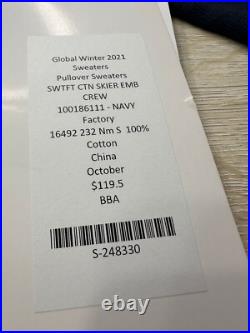 Global Winter 2021
Sweaters
Pullover Sweaters
SWTFT CTN SKIER EMB
CREW
100186111 - NAVY
Factory
16492 232 Nm S 100%
Cotton
China
October
$119.5
BBA
S-248330